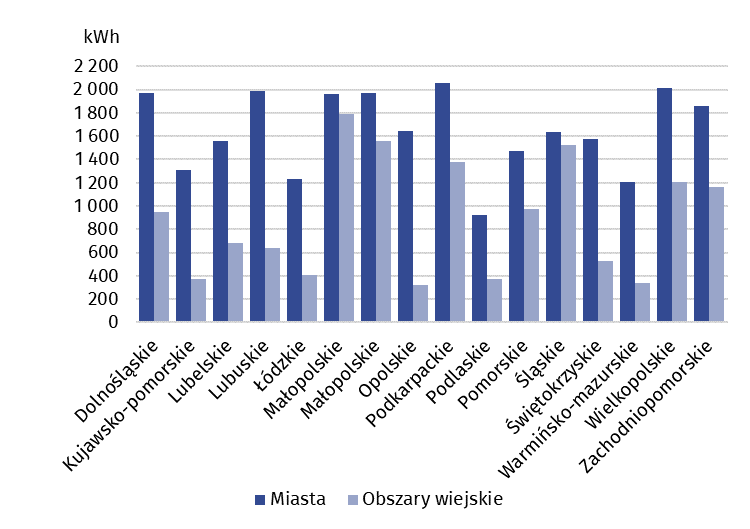 kWh
2 200
2 000
1 800
1 600
1 400
1 200
1 000
800
600
400
200
0
Dolnośląskie
Kujawsko-pomorskie
Lubelskie
Lubuskie
Łódzkie
Małopolskie
Małopolskie
Opolskie
Podkarpackie
Podlaskie
Pomorskie
Śląskie
Świętokrzyskie
Warmińsko-mazurskie
Wielkopolskie
Zachodniopomorskie
Miasta Obszary wiejskie